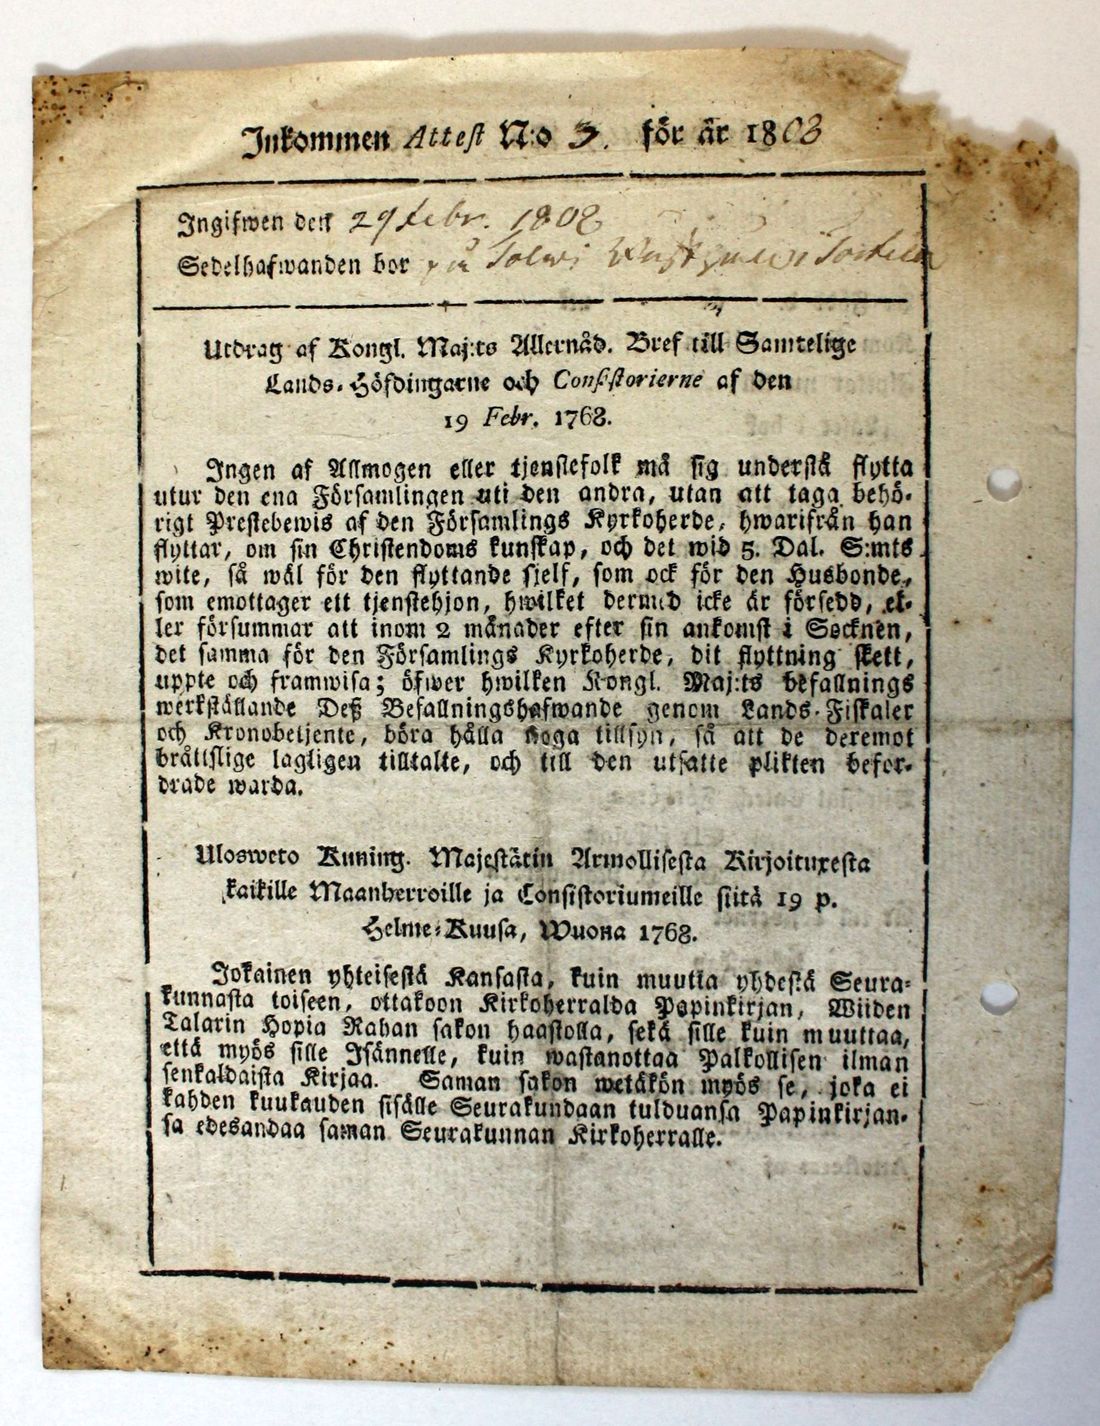 Inkommen Attest N:o 3. för år 1803
Ingifwen den 29 Febr. 1808
Sedelhafwanden bor på Tolwi
Utdrag af Kongl. Maj:ts Allernåd. Bref till Samtelige
Lands-Höfdingarne och Consistorierne af den
19 Febr. 1768.
Ingen af Allmogen eller tjenstefolk må sig understå flytta
utur den ena Församlingen uti den andra, utan att taga behö-
rigt Prestebewis af den Församlings Kyrkoherde, hwarifrån han
flyttar, om sin Christendoms kunskap, och det wid 5. Dal. S:mts
wite, så wäl för den flyttande sjelf, som ock för den Husbonde,
som emottager ett tjenstehjon, hwilket dermed icke är försedd, el-
ler försummar att inom 2 månader efter sin ankomst i Socknen,
det samma för den Församlings Kyrkoherde, dit flyttning skett,
uppte och framwisa; öfwer hwilken Kongl. Maj:ts befallnings
werkställande Deß Befallningshafwande genom Lands-Fiskaler
och Kronobetjente, böra hålla noga tillsyn, så att de deremot
bråttslige lagligen tilltalte, och till den utsatte plikten befor-
drade warda.
Ulosweto Kuning. Majestätin Armollisesta Kirjoituxesta
kaikille Maanherroille ja Consistoriumeille siitä 19 p.
Helme-Kuusa, Wuona 1768.
Jokainen yhteisestä Kansasta, kuin muutta yhdestä Seura-
kunnasta toiseen, ottakoon Kirkoherralda Papinkirjan, Wiiden
Talarin Hopia Rahan sakon haastolla, sekä sille kuin muuttaa,
että myös sille Isännelle, kuin wastanottaa Palkollisen ilman
senkaldaista Kirjaa. Saman sakon wetäkön myös se, joka ei
kahden kuukauden sisälle Seurakundaan tulduansa Papinkirjan-
sa edesandaa saman Seurakunnan Kirkoherralle.